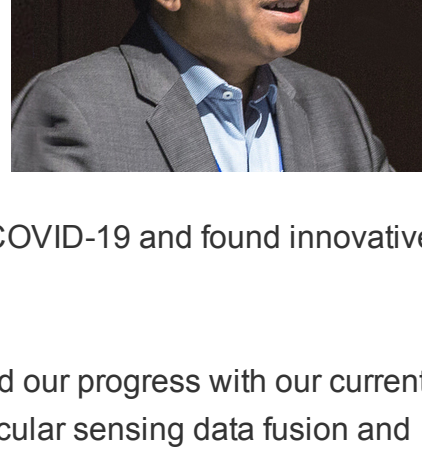 COVID-19 and found innovative
d our progress with our current
cular sensing data fusion and